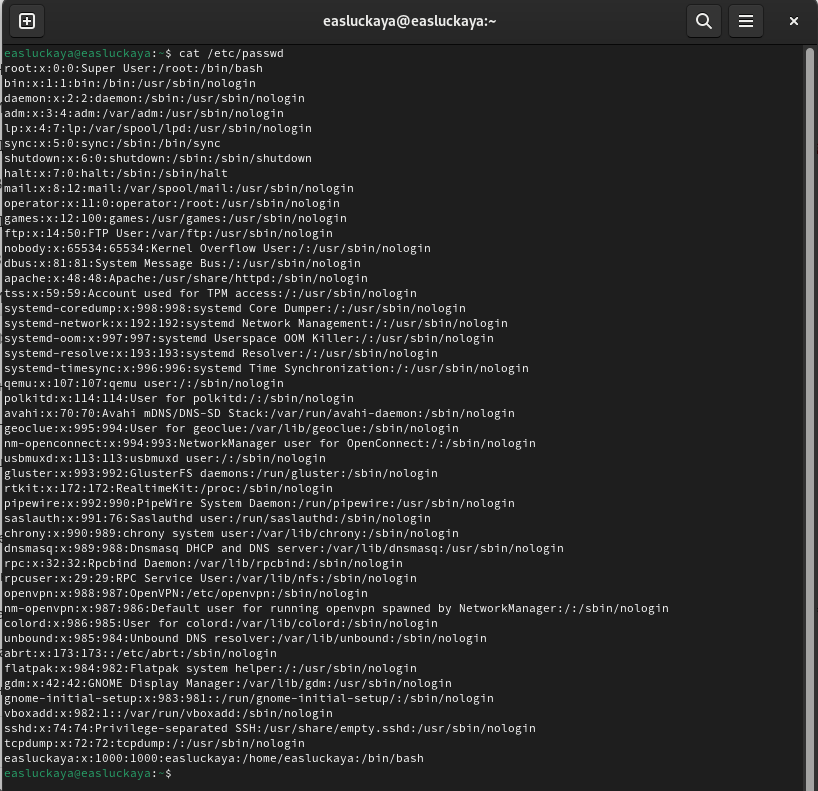 easluckaya@easluckaya:~
easluckaya@easluckaya:~$ cat /etc/passwd
root:x:0:0:Super User:/root:/bin/bash
bin:x:1:1:bin:/bin:/usr/sbin/nologin
daemon:x:2:2:daemon:/sbin:/usr/sbin/nologin
adm:x:3:4:adm:/var/adm:/usr/sbin/nologin
lp:x:4:7:lp:/var/spool/lpd:/usr/sbin/nologin
sync:x:5:0:sync:/sbin:/bin/sync
shutdown:x:6:0:shutdown:/sbin:/sbin/shutdown
halt:x:7:0:halt:/sbin:/sbin/halt
mail:x:8:12:mail:/var/spool/mail:/usr/sbin/nologin
operator:x:11:0:operator:/root:/usr/sbin/nologin
games:x:12:100:games:/usr/games:/usr/sbin/nologin
ftp:x:14:50:FTP User:/var/ftp:/usr/sbin/nologin
nobody:x:65534:65534:Kernel Overflow User:/:/usr/sbin/nologin
dbus:x:81:81:System Message Bus:/:/usr/sbin/nologin
apache:x:48:48:Apache:/usr/share/httpd:/sbin/nologin
tss:x:59:59:Account used for TPM access:/:/usr/sbin/nologin
systemd-coredump:x:998:998:systemd Core Dumper:/:/usr/sbin/nologin
systemd-network:x:192:192:systemd Network Management:/:/usr/sbin/nologin
systemd-oom:x:997:997:systemd Userspace OOM Killer:/:/usr/sbin/nologin
systemd-resolve:x:193:193:systemd Resolver:/:/usr/sbin/nologin
systemd-timesync:x:996:996:systemd Time Synchronization:/:/usr/sbin/nologin
qemu:x:107:107:qemu user:/:/sbin/nologin
polkitd:x:114:114:User for polkitd:/:/sbin/nologin
avahi:x:70:70:Avahi mDNS/DNS-SD Stack:/var/run/avahi-daemon:/sbin/nologin
geoclue:x:995:994:User for geoclue:/var/lib/geoclue:/sbin/nologin
nm-openconnect:x:994:993:NetworkManager user for OpenConnect:/:/sbin/nologin
usbmuxd:x:113:113:usbmuxd user:/:/sbin/nologin
gluster:x:993:992:GlusterFS daemons:/run/gluster:/sbin/nologin
rtkit:x:172:172:RealtimeKit:/proc:/sbin/nologin
pipewire:x:992:990:PipeWire System Daemon:/run/pipewire:/usr/sbin/nologin
saslauth:x:991:76:Saslauthd user:/run/saslauthd:/sbin/nologin
chrony:x:990:989:chrony system user:/var/lib/chrony:/sbin/nologin
dnsmasq:x:989:988:Dnsmasq DHCP and DNS server:/var/lib/dnsmasq:/usr/sbin/nologin
rpc:x:32:32:Rpcbind Daemon:/var/lib/rpcbind:/sbin/nologin
rpcuser:x:29:29:RPC Service User:/var/lib/nfs:/sbin/nologin
openvpn:x:988:987:OpenVPN:/etc/openvpn:/sbin/nologin
nm-openvpn:x:987:986:Default user for running openvpn spawned by NetworkManager:/:/sbin/nologin
colord:x:986:985:User for colord:/var/lib/colord:/sbin/nologin
unbound:x:985:984:Unbound DNS resolver:/var/lib/unbound:/sbin/nologin
abrt:x:173:173::/etc/abrt:/sbin/nologin
flatpak:x:984:982:Flatpak system helper:/:/usr/sbin/nologin
gdm:x:42:42:GNOME Display Manager:/var/lib/gdm:/usr/sbin/nologin
gnome-initial-setup:x:983:981::/run/gnome-initial-setup/:/sbin/nologin
vboxadd:x:982:1::/var/run/vboxadd:/sbin/nologin
sshd:x:74:74:Privilege-separated SSH:/usr/share/empty.sshd:/usr/sbin/nologin
tcpdump:x:72:72:tcpdump:/:/usr/sbin/nologin
easluckaya:x:1000:1000:easluckaya:/home/easluckaya:/bin/bash
easluckaya@easluckaya:~$